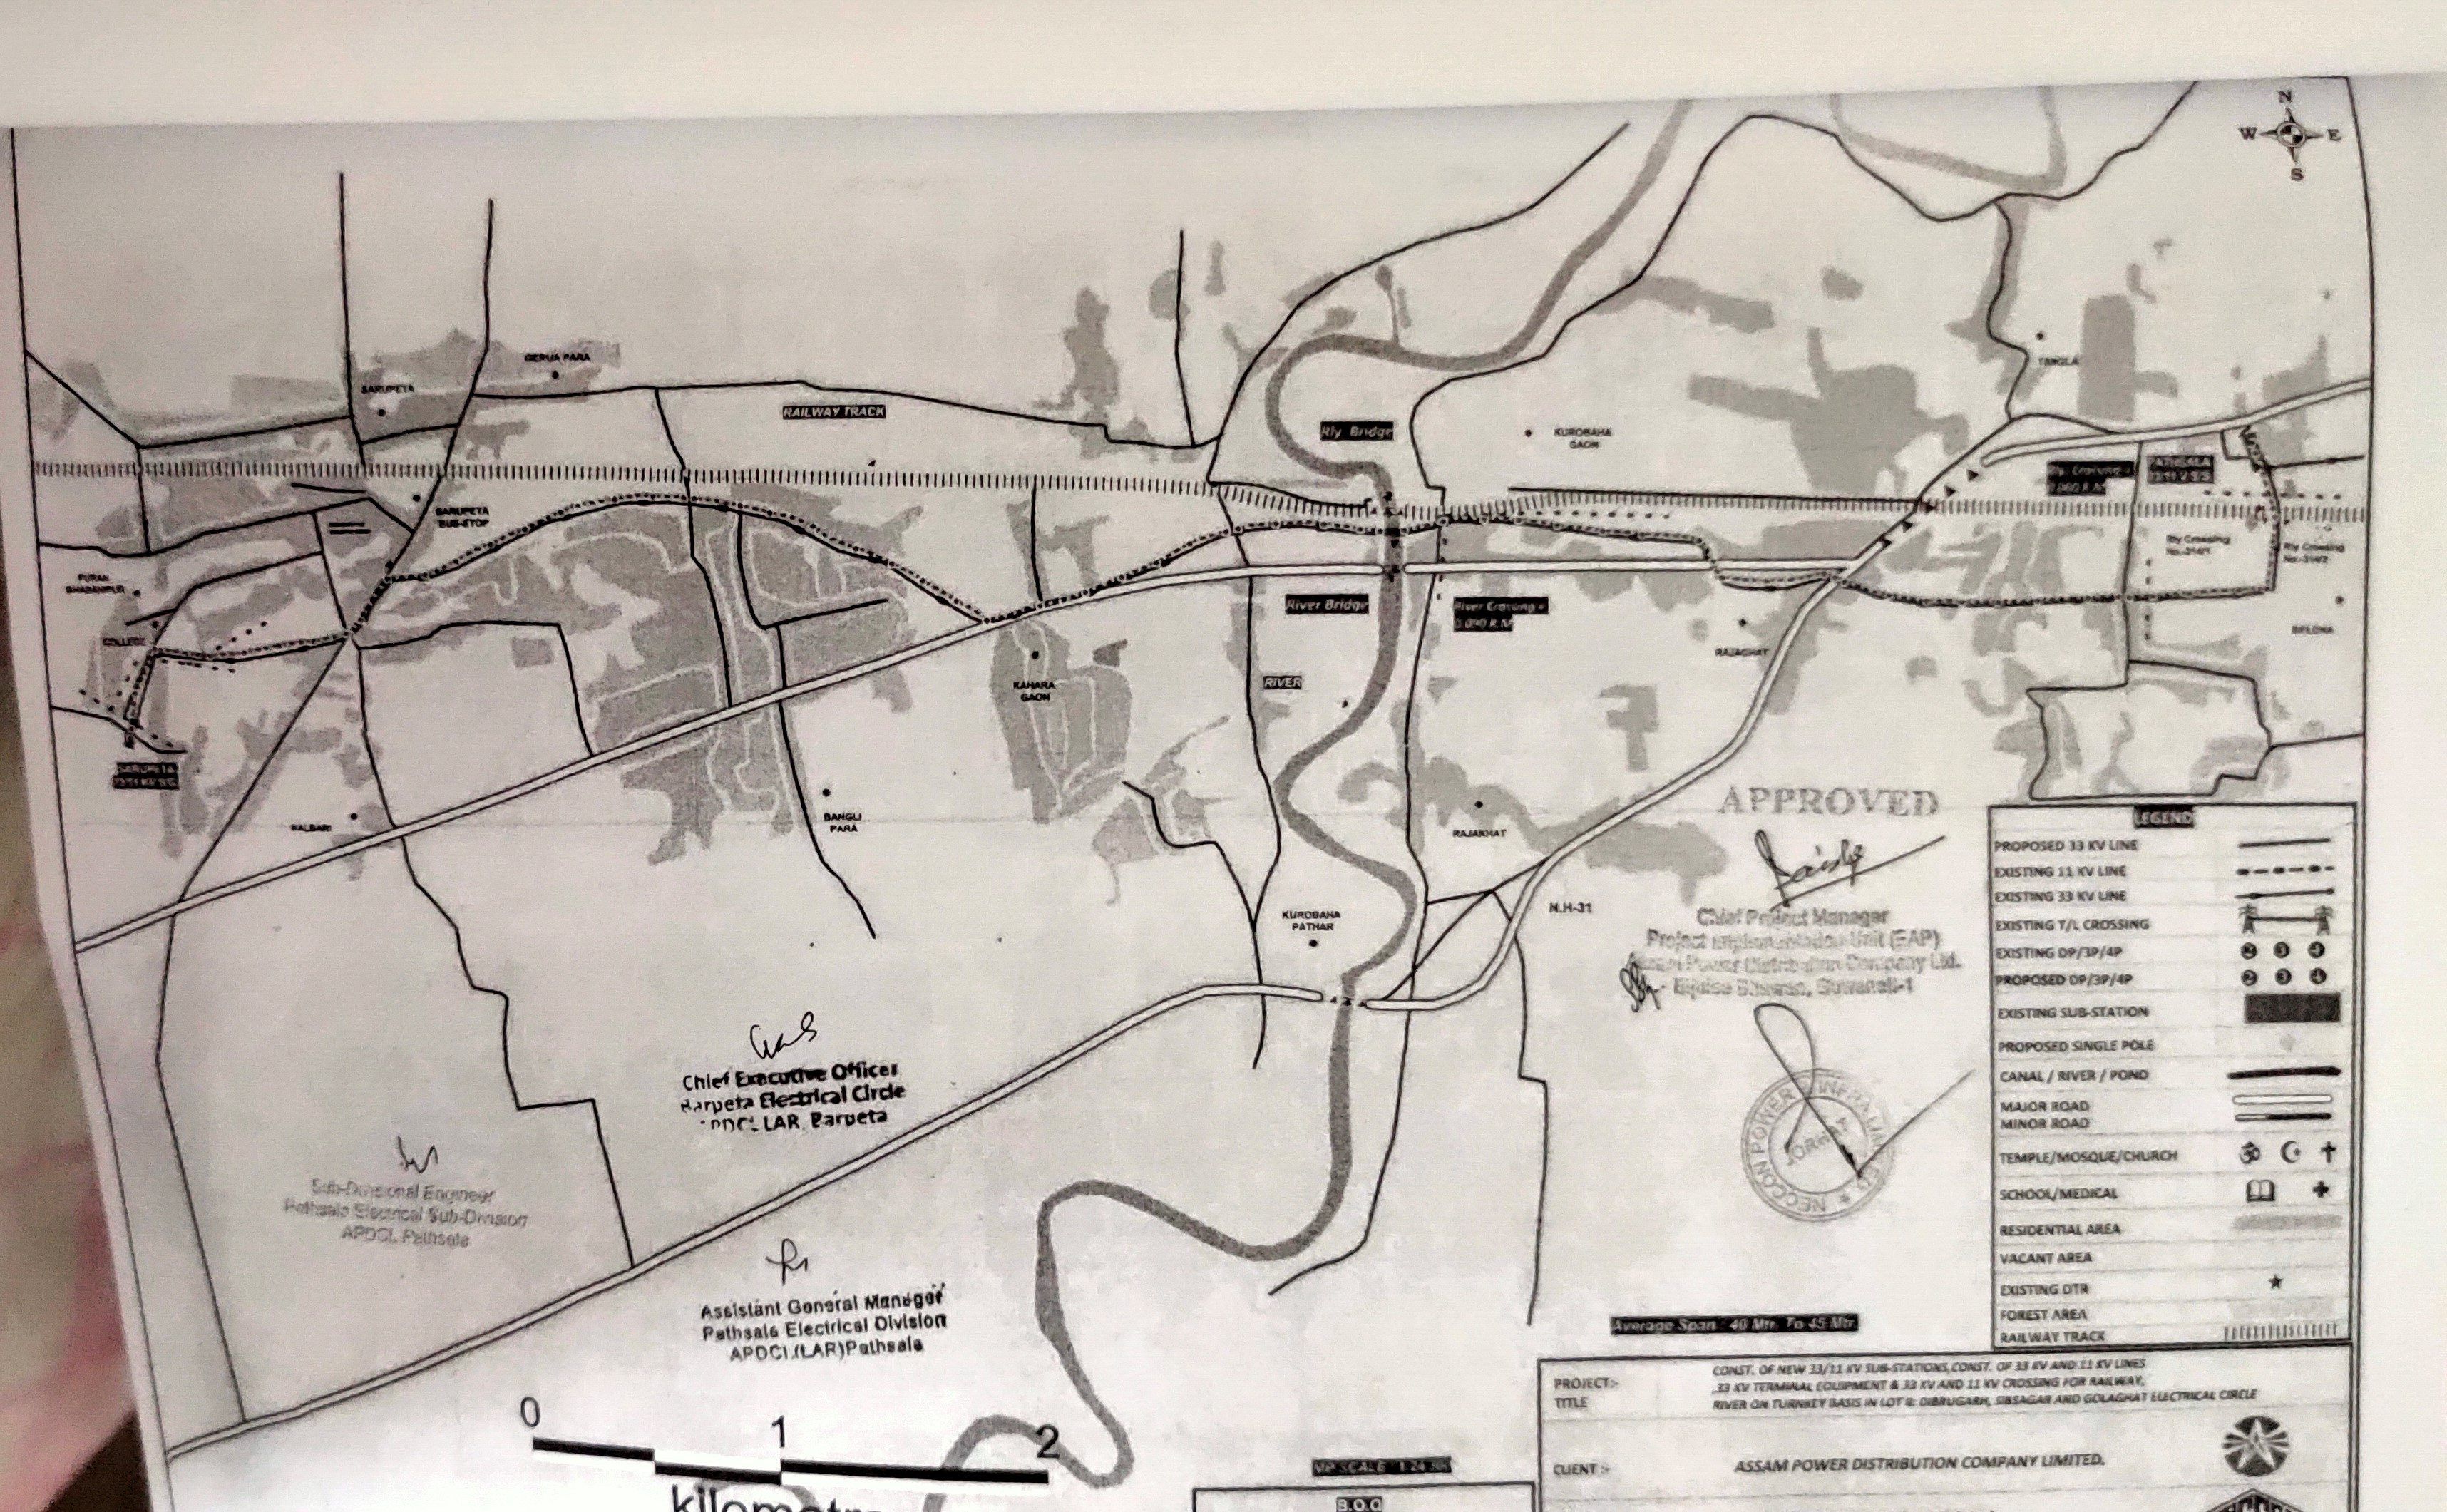 N
W E
S
GERUA PARA
SARUPETA
RAILWAY TRACK
Rly Bridge
KUROBAHA
GAON
TANGLA
Rly Crossing -
0.060 R.M
PATHSALA
33/11 KV S/S
SARUPETA
BUS-STOP
Rly Crossing
No.-314/1
Rly Crossing
No.-314/2
PURAN
BHABANPUR
COLLEGE
River Bridge
River Crossing -
0.090 R.M
RAJAGHAT
BELONA
KAHARA
GAON
RIVER
SARUPETA
33/11 KV S/S
KALBARI
BANGLI
PARA
RAJAKHAT
KUROBAHA
PATHAR
N.H-31
APPROVED
Chief Project Manager
Project Implementation Unit (EAP)
Assam Power Distribution Company Ltd.
Bijulee Bhawan, Guwahati-1
Chief Executive Officer
Barpeta Electrical Circle
APDCL LAR, Barpeta
Sub-Divisional Engineer
Pathsala Electrical Sub-Division
APDCL Pathsala
Assistant General Manager
Pathsala Electrical Division
APDCL(LAR)Pathsala
NECCON POWER & INFRA LIMITED
JORHAT
LEGEND
PROPOSED 33 KV LINE
EXISTING 11 KV LINE
EXISTING 33 KV LINE
EXISTING T/L CROSSING
EXISTING DP/3P/4P
PROPOSED DP/3P/4P
EXISTING SUB-STATION
PROPOSED SINGLE POLE
CANAL / RIVER / POND
MAJOR ROAD
MINOR ROAD
TEMPLE/MOSQUE/CHURCH
SCHOOL/MEDICAL
RESIDENTIAL AREA
VACANT AREA
EXISTING DTR
FOREST AREA
RAILWAY TRACK
Average Span : 40 Mtr. To 45 Mtr.
PROJECT:-
TITLE
CONST. OF NEW 33/11 KV SUB-STATIONS, CONST. OF 33 KV AND 11 KV LINES
,33 KV TERMINAL EQUIPMENT & 33 KV AND 11 KV CROSSING FOR RAILWAY,
RIVER ON TURNKEY BASIS IN LOT 8: DIBRUGARH, SIBSAGAR AND GOLAGHAT ELECTRICAL CIRCLE
CLIENT :-
ASSAM POWER DISTRIBUTION COMPANY LIMITED.
0 1 2
kilometr
MAP SCALE
B.O.Q